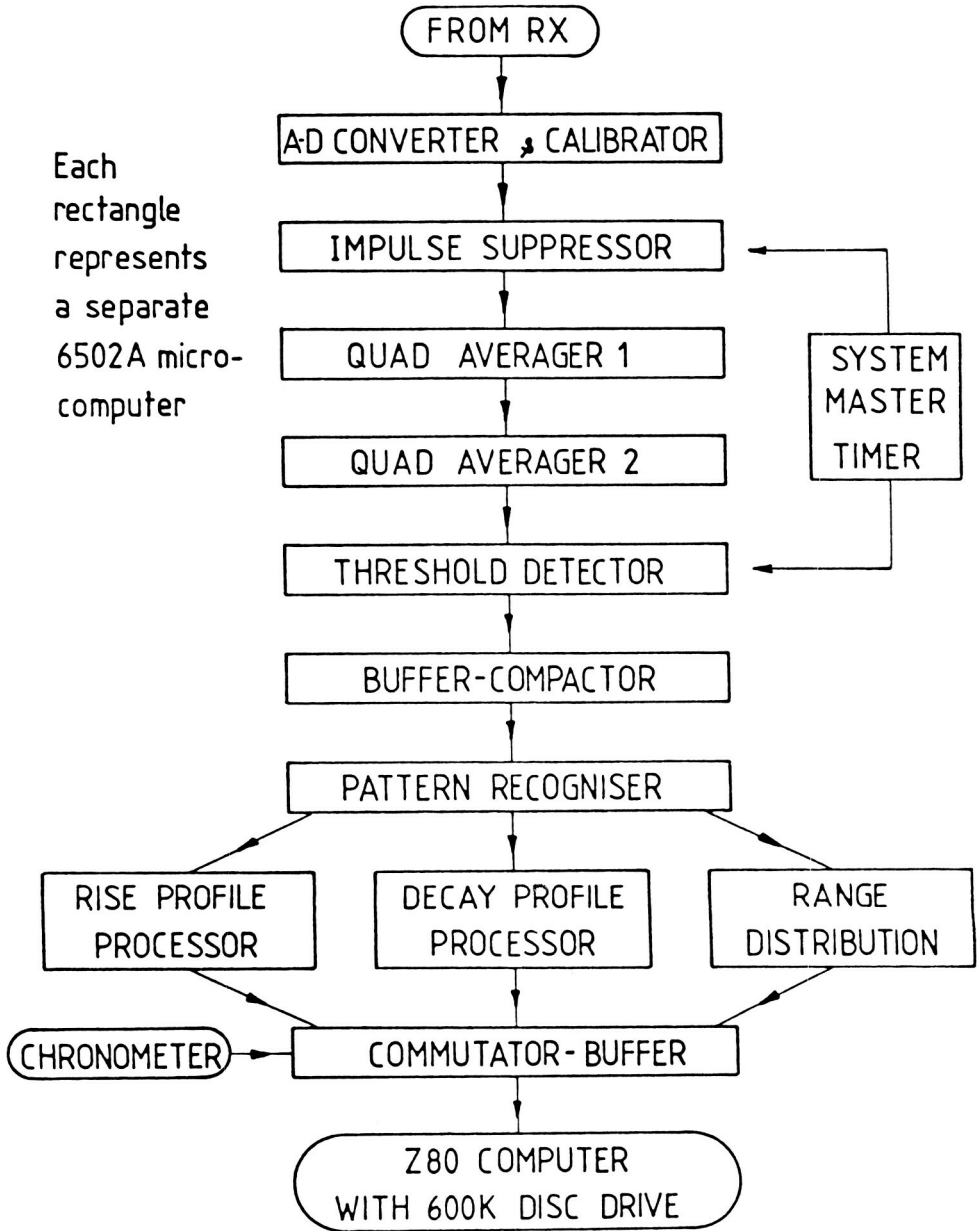 FROM RX
A-D CONVERTER & CALIBRATOR
Each
rectangle
represents
a separate
6502A micro-
computer
IMPULSE SUPPRESSOR
QUAD AVERAGER 1
SYSTEM
MASTER
TIMER
QUAD AVERAGER 2
THRESHOLD DETECTOR
BUFFER-COMPACTOR
PATTERN RECOGNISER
RISE PROFILE
PROCESSOR
DECAY PROFILE
PROCESSOR
RANGE
DISTRIBUTION
CHRONOMETER
COMMUTATOR-BUFFER
Z80 COMPUTER
WITH 600K DISC DRIVE